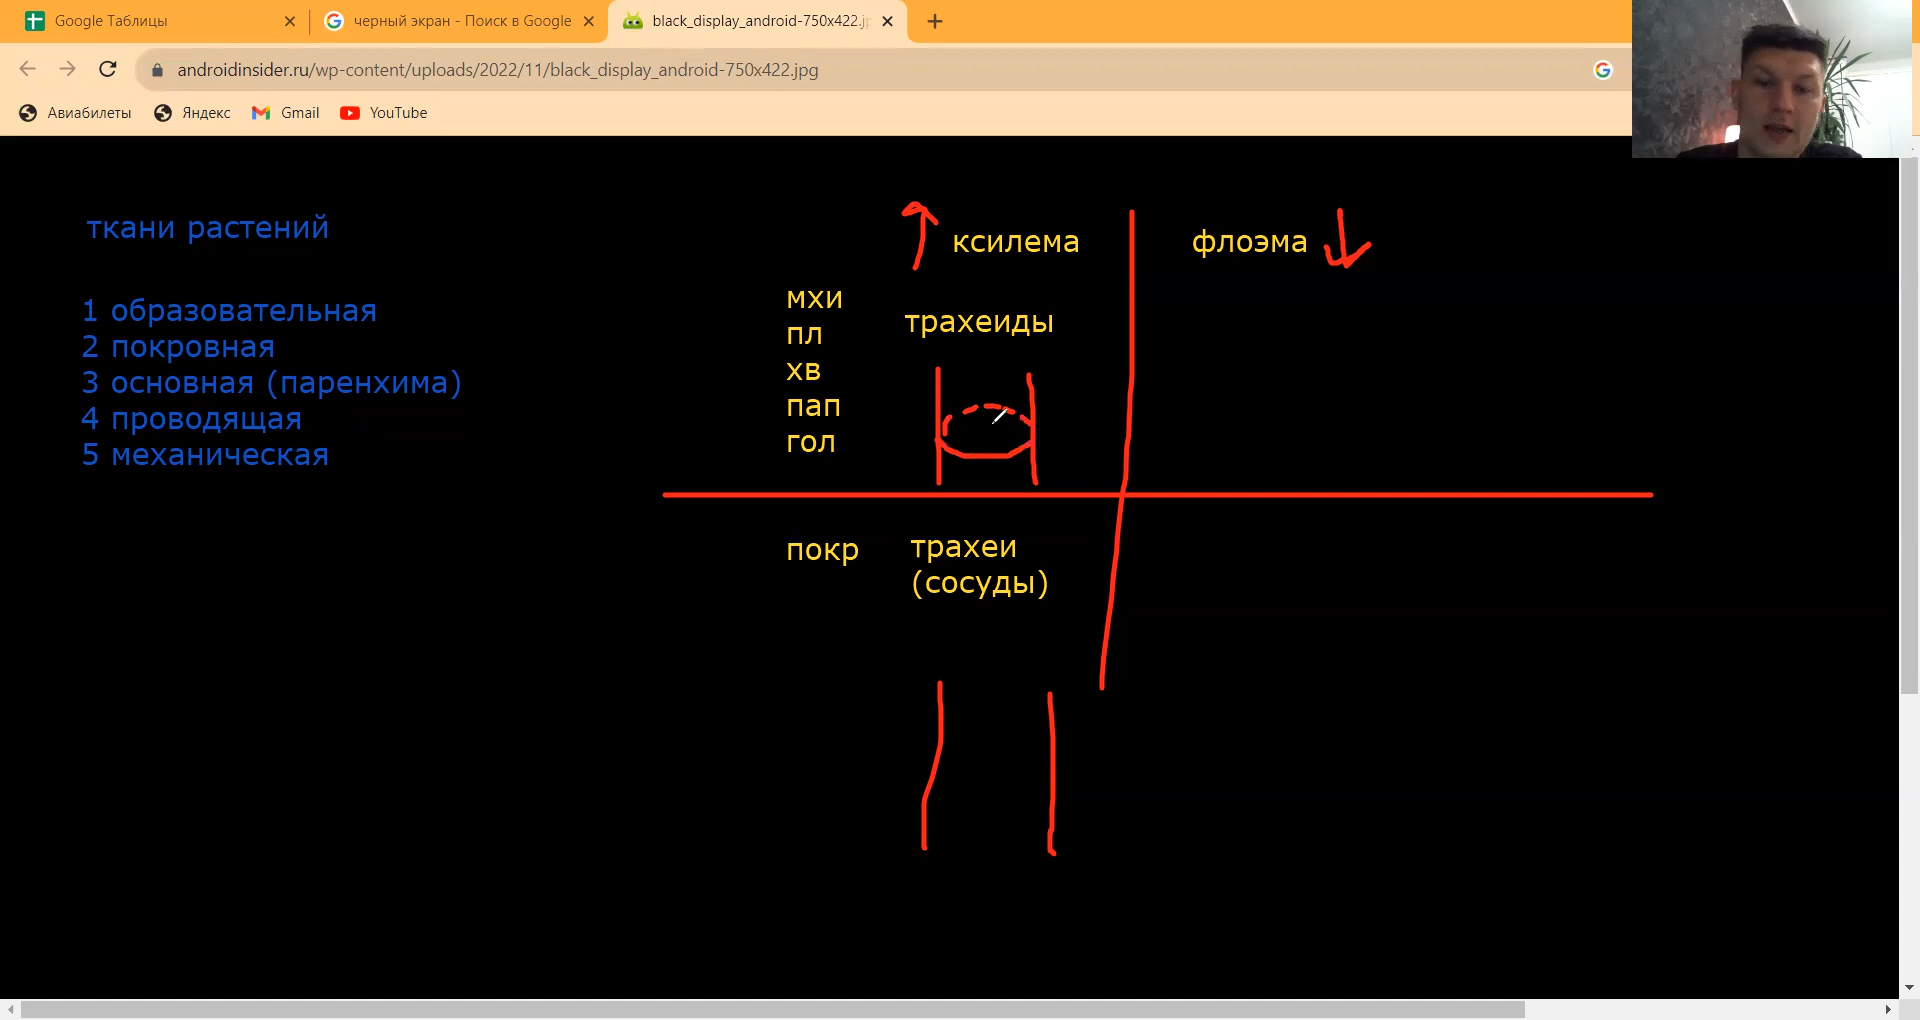 Google Таблицы
черный экран - Поиск в Google
black_display_android-750x422.jp
androidinsider.ru/wp-content/uploads/2022/11/black_display_android-750x422.jpg
Авиабилеты
Яндекс
Gmail
YouTube
ткани растений
1 образовательная
2 покровная
3 основная (паренхима)
4 проводящая
5 механическая
ксилема
флоэма
мхи
пл
хв
пап
гол
трахеиды
покр
трахеи
(сосуды)